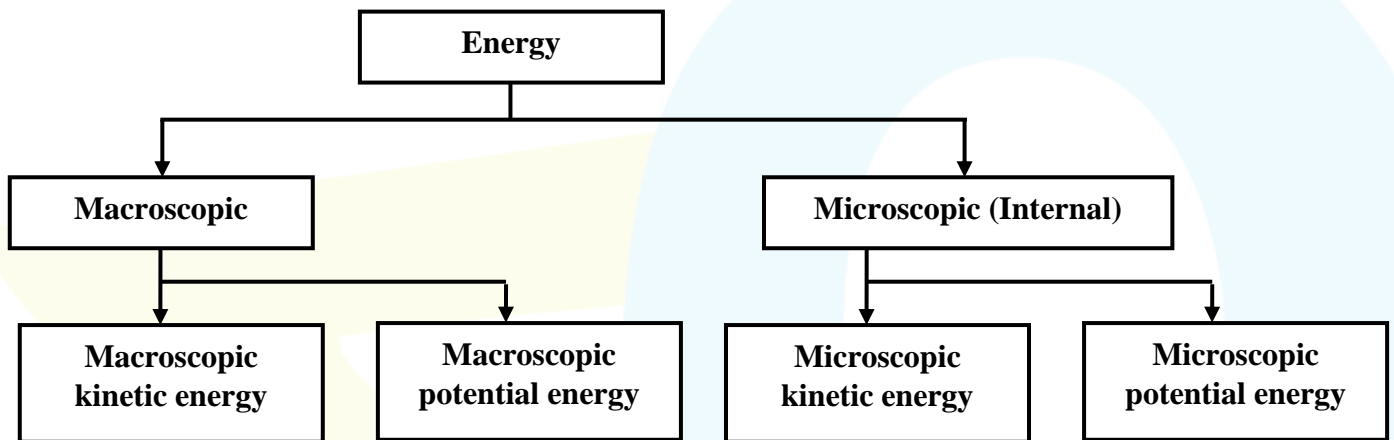 Energy
Macroscopic
Microscopic (Internal)
Macroscopic
kinetic energy
Macroscopic
potential energy
Microscopic
kinetic energy
Microscopic
potential energy